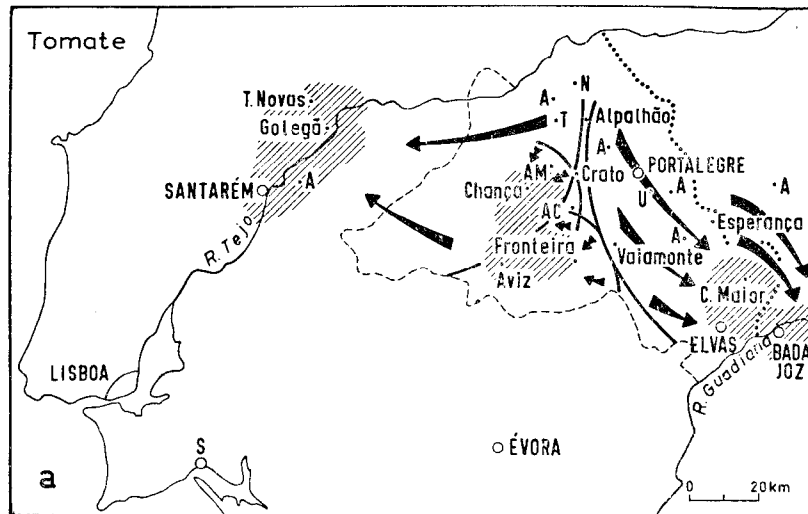 Tomate
T. Novas
Golegã
SANTARÉM
A
R. Tejo
LISBOA
S
a
ÉVORA
N
A
T
Alpalhão
A
PORTALEGRE
AM
Crato
A
A
Chança
U
AC
Esperança
A
Fronteira
Valamonte
Aviz
C. Maior
ELVAS
BADA
JOZ
R. Guadiana
0 20km